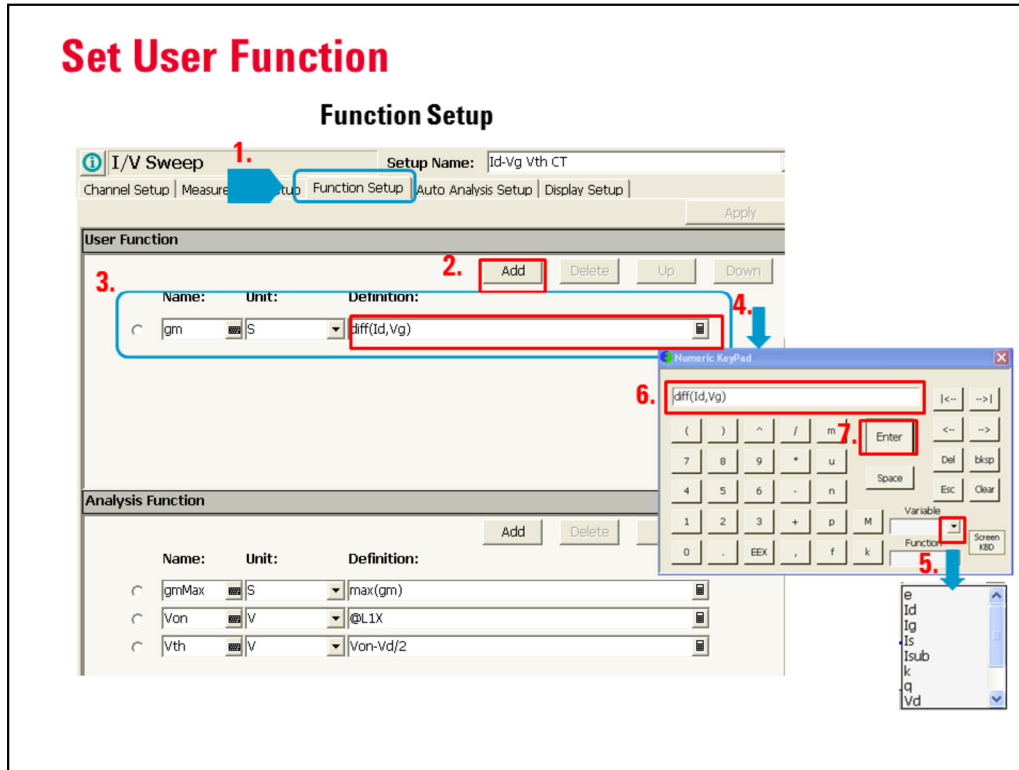 Set User Function
Function Setup
I/V Sweep
1.
Setup Name: Id-Vg Vth CT
Channel Setup Measure tup Function Setup Auto Analysis Setup Display Setup
Apply
User Function
2. Add Delete Up Down
3.
Name: Unit: Definition:
gm S diff(Id,Vg)
4.
Numeric KeyPad
6. diff(Id,Vg) |<-- -->|
( ) ^ / m 7. Enter <-- -->
7 8 9 * u Del bksp
4 5 6 - n Space Esc Clear
1 2 3 + p M Variable
0 . EEX , f k Function Screen KBD
5.
e
Id
Ig
Is
Isub
k
q
Vd
Analysis Function
Add Delete
Name: Unit: Definition:
gmMax S max(gm)
Von V @L1X
Vth V Von-Vd/2